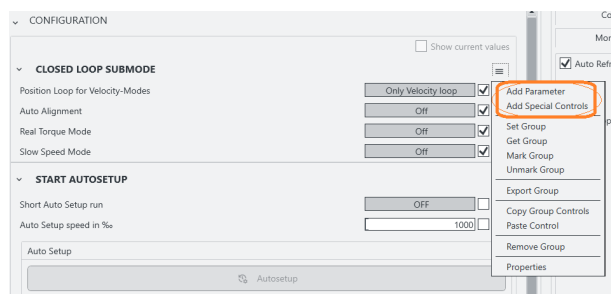 CONFIGURATION
Show current values
CLOSED LOOP SUBMODE
Position Loop for Velocity-Modes Only Velocity loop
Auto Alignment Off
Real Torque Mode Off
Slow Speed Mode Off
START AUTOSETUP
Short Auto Setup run OFF
Auto Setup speed in ‰ 1000
Auto Setup
Autosetup
Add Parameter
Add Special Controls
Set Group
Get Group
Mark Group
Unmark Group
Export Group
Copy Group Controls
Paste Control
Remove Group
Properties
Co
Mor
Auto Refr